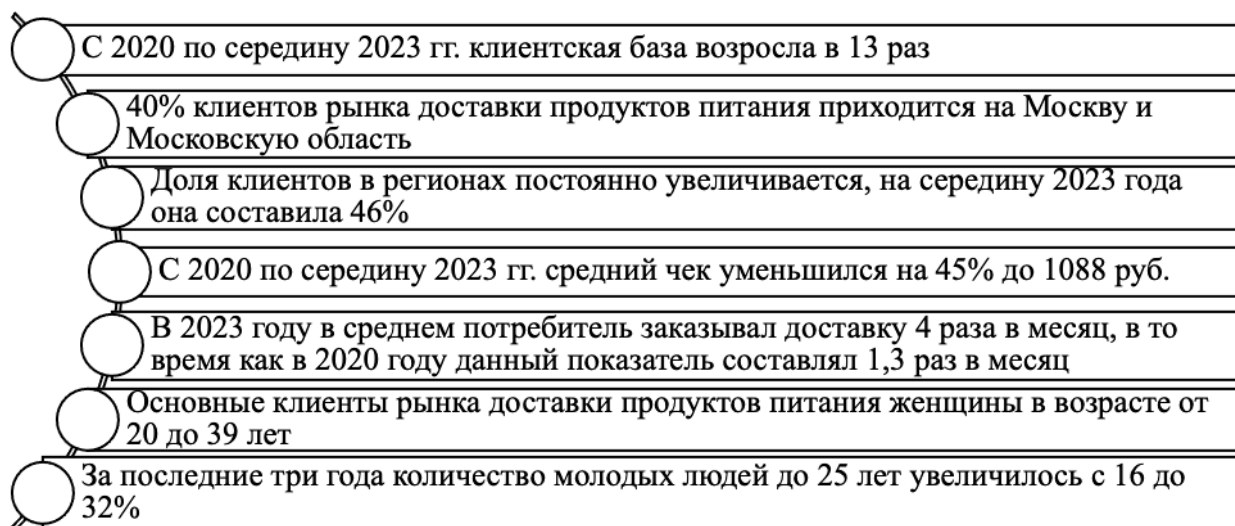 С 2020 по середину 2023 гг. клиентская база возросла в 13 раз
40% клиентов рынка доставки продуктов питания приходится на Москву и
Московскую область
Доля клиентов в регионах постоянно увеличивается, на середину 2023 года
она составила 46%
С 2020 по середину 2023 гг. средний чек уменьшился на 45% до 1088 руб.
В 2023 году в среднем потребитель заказывал доставку 4 раза в месяц, в то
время как в 2020 году данный показатель составлял 1,3 раз в месяц
Основные клиенты рынка доставки продуктов питания женщины в возрасте от
20 до 39 лет
За последние три года количество молодых людей до 25 лет увеличилось с 16 до
32%